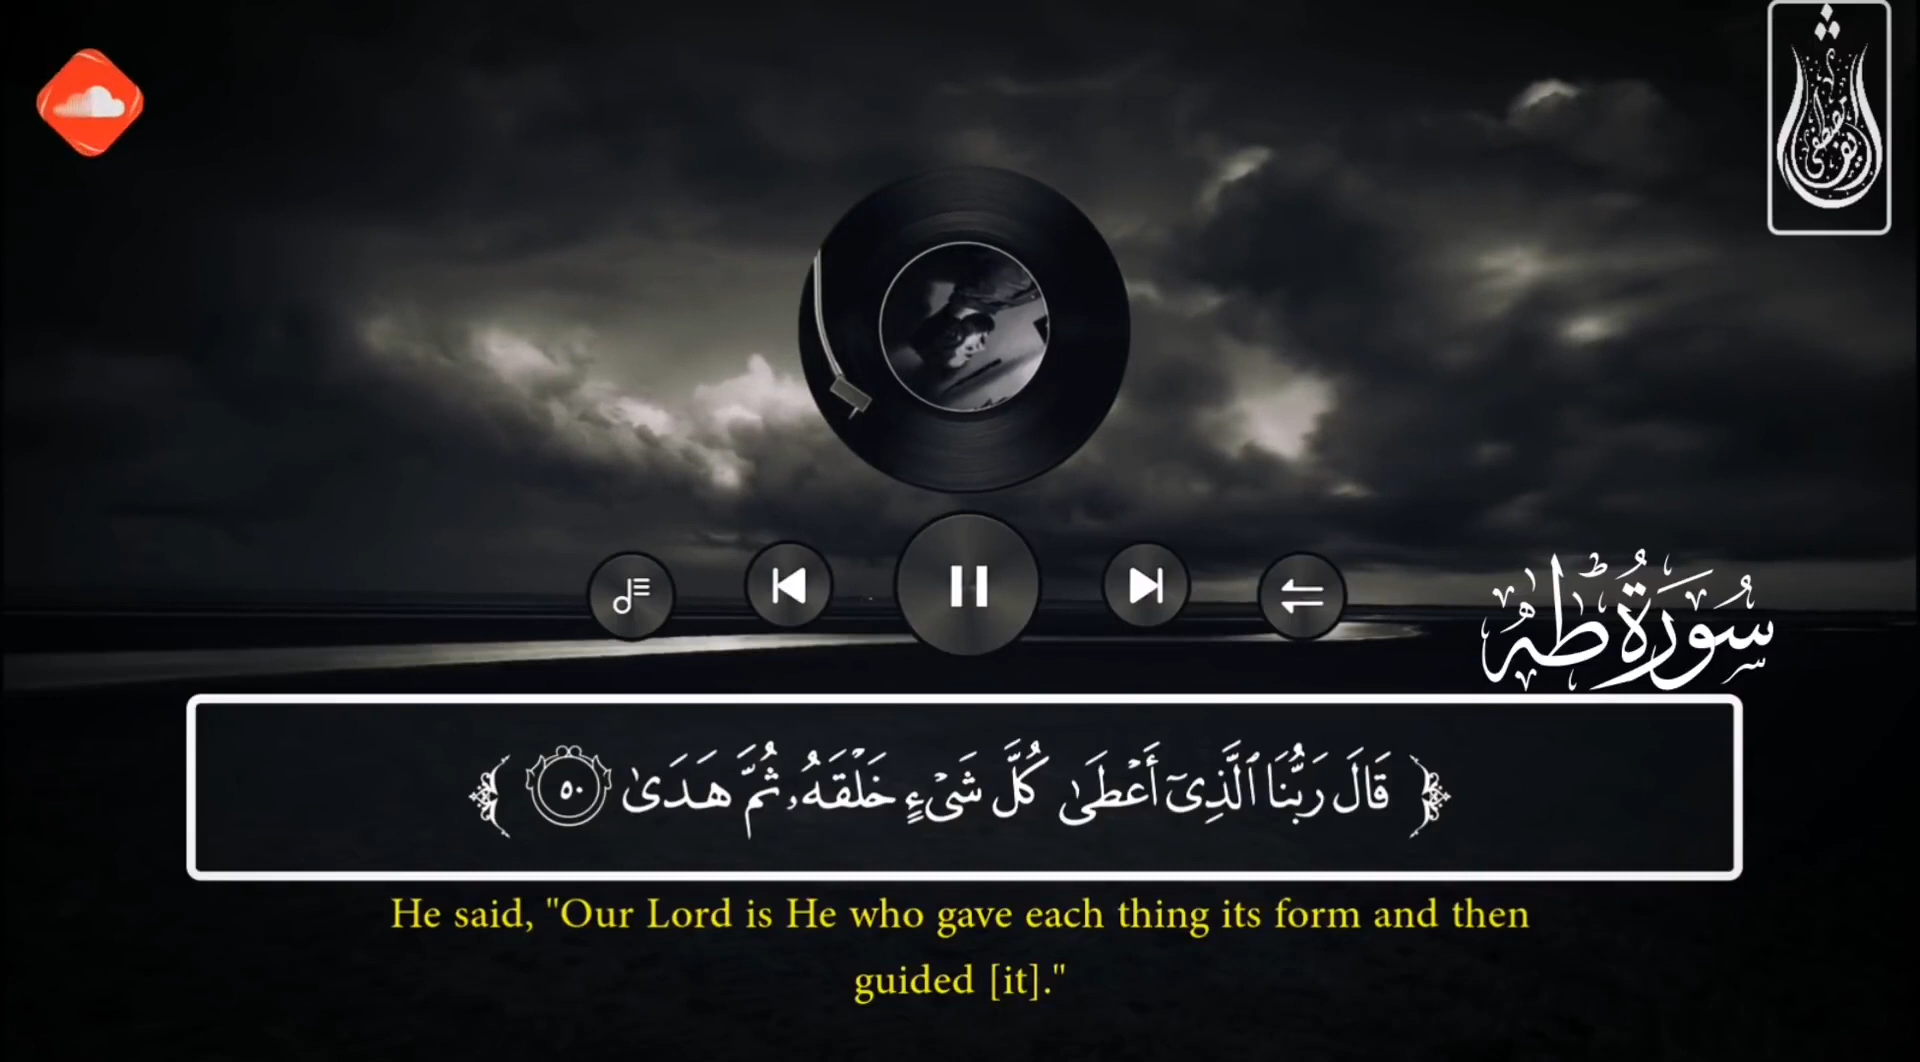 سُورَةُ طه
﴿ قَالَ رَبُّنَا ٱلَّذِىٓ أَعْطَىٰ كُلَّ شَىْءٍ خَلْقَهُۥ ثُمَّ هَدَىٰ ٥٠ ﴾
He said, "Our Lord is He who gave each thing its form and then
guided [it]."